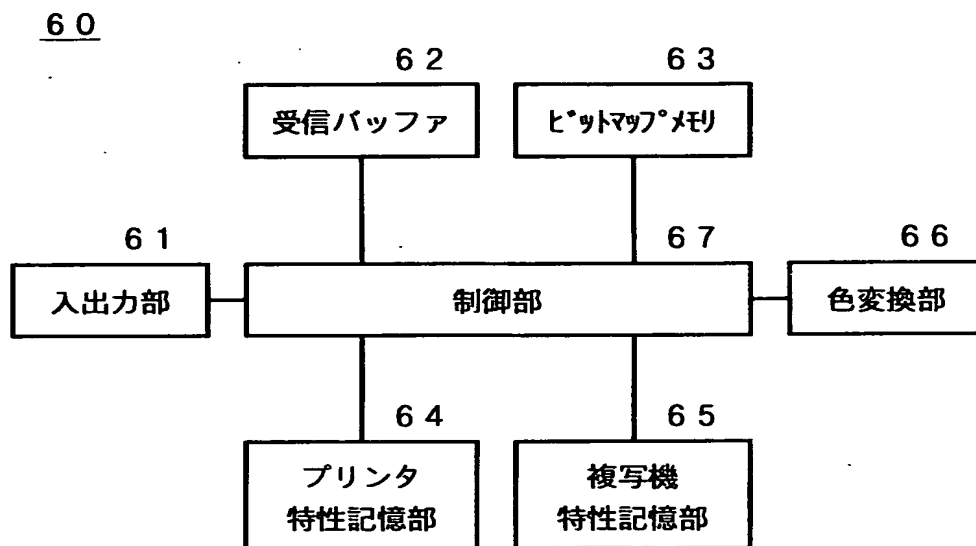 ６０
６２
６３
受信バッファ
ﾋﾞｯﾄﾏｯﾌﾟﾒﾓﾘ
６１
６７
６６
入出力部
制御部
色変換部
６４
６５
プリンタ
特性記憶部
複写機
特性記憶部